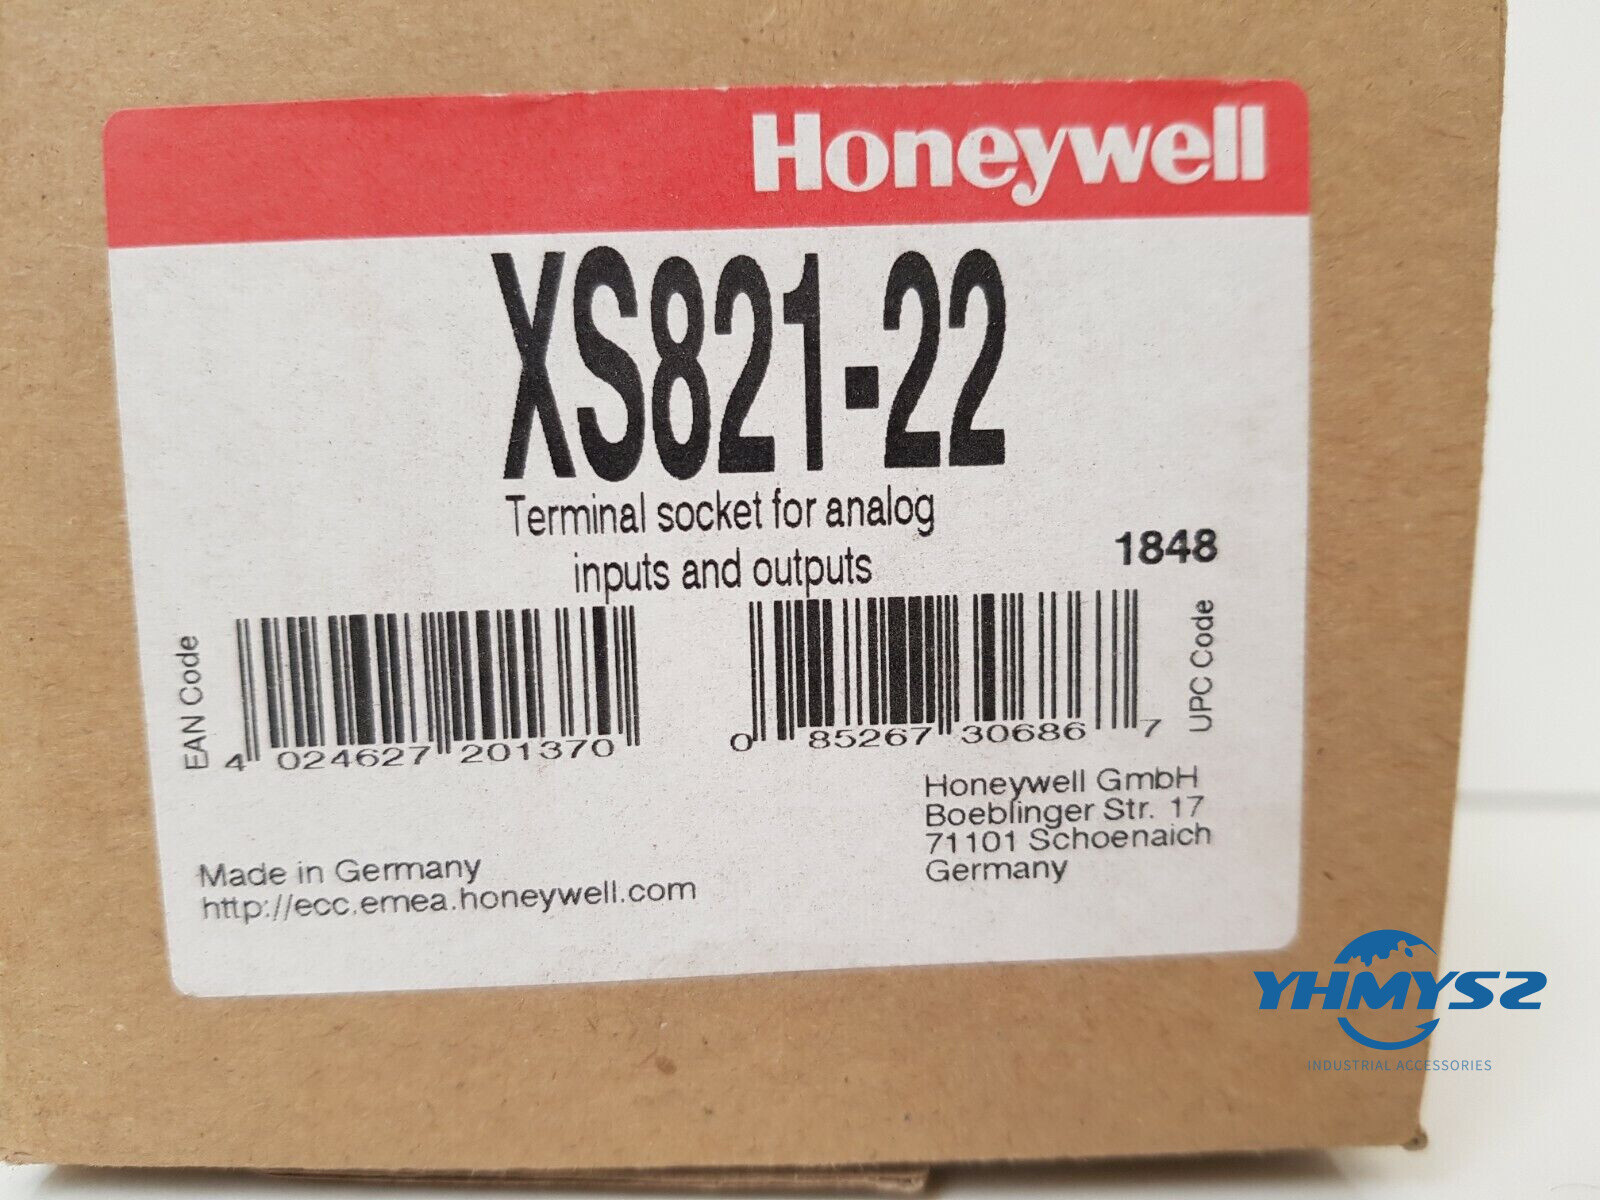 Honeywell
XS821-22
Terminal socket for analog
inputs and outputs
1848
EAN Code
4 024627 201370
0 85267 30686 7
UPC Code
Honeywell GmbH
Boeblinger Str. 17
71101 Schoenaich
Germany
Made in Germany
http://ecc.emea.honeywell.com
YHMYSZ
INDUSTRIAL ACCESSORIES